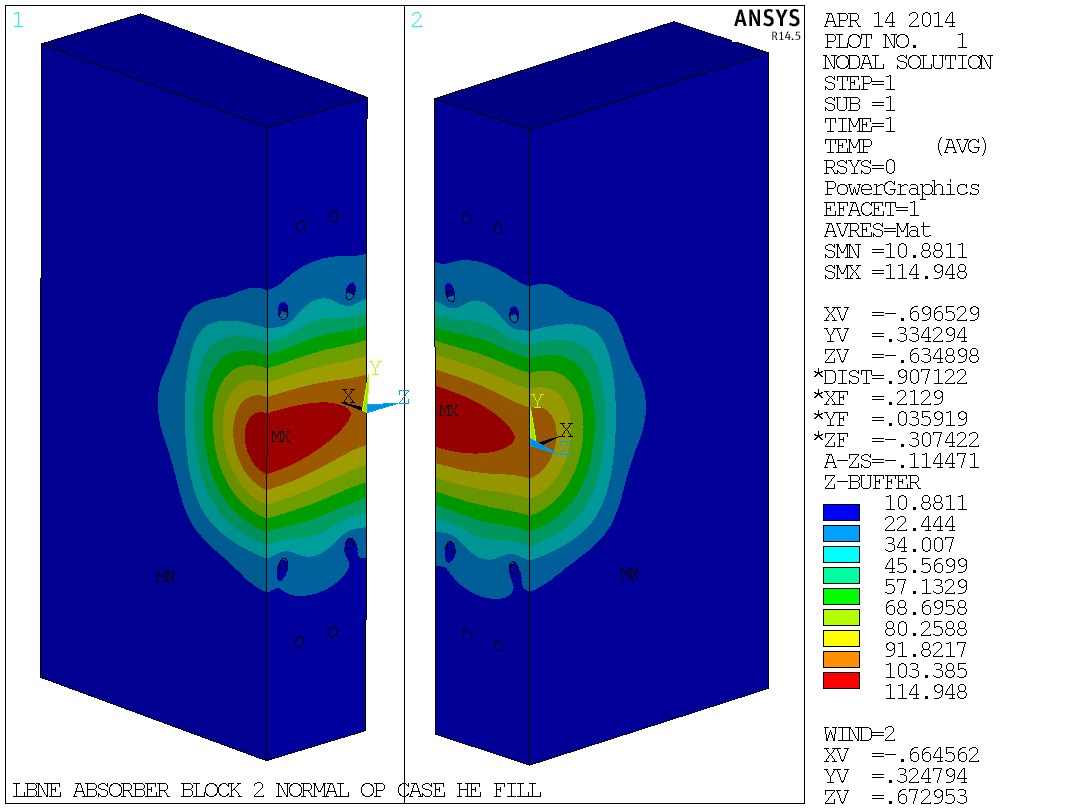 1
2
ANSYS
R14.5
APR 14 2014
PLOT NO. 1
NODAL SOLUTION
STEP=1
SUB =1
TIME=1
TEMP (AVG)
RSYS=0
PowerGraphics
EFACET=1
AVRES=Mat
SMN =10.8811
SMX =114.948
XV =-.696529
YV =.334294
ZV =-.634898
*DIST=.907122
*XF =.2129
*YF =.035919
*ZF =-.307422
A-ZS=-.114471
Z-BUFFER
10.8811
22.444
34.007
45.5699
57.1329
68.6958
80.2588
91.8217
103.385
114.948
WIND=2
XV =-.664562
YV =.324794
ZV =.672953
Y
X Z
MX
MN
MX
Y
X
Z
MN
LBNE ABSORBER BLOCK 2 NORMAL OP CASE HE FILL